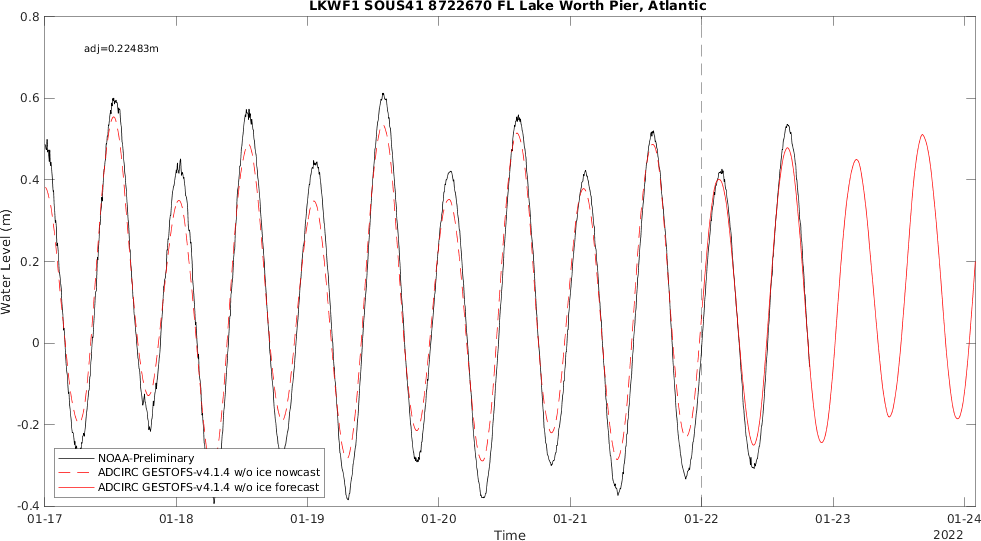 LKWF1 SOUS41 8722670 FL Lake Worth Pier, Atlantic
0.8
adj=0.22483m
0.6
0.4
0.2
0
-0.2
-0.4
Water Level (m)
NOAA-Preliminary
ADCIRC GESTOFS-v4.1.4 w/o ice nowcast
ADCIRC GESTOFS-v4.1.4 w/o ice forecast
01-17 01-18 01-19 01-20 01-21 01-22 01-23 01-24
Time
2022